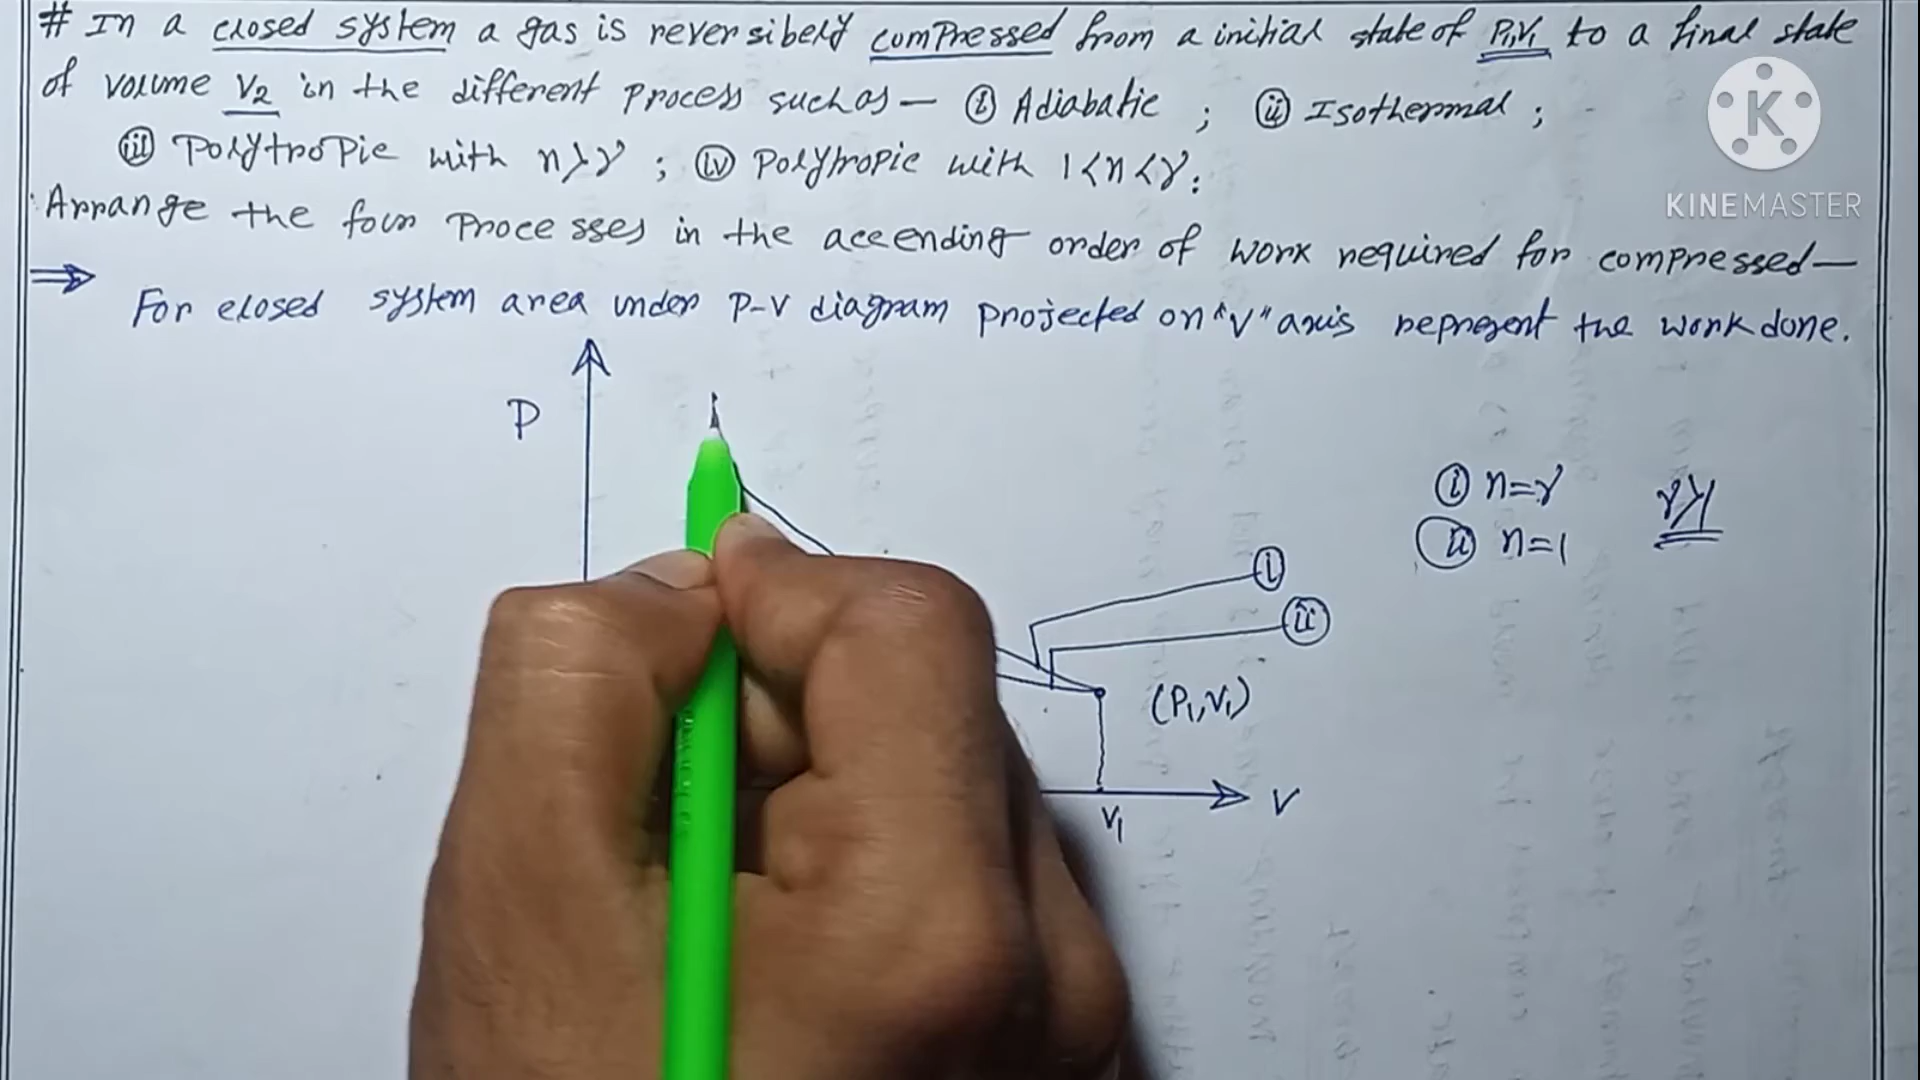 # In a closed system a gas is reversibely compressed from a initial state of P₁V₁ to a final state
of volume V₂ in the different process such as — (i) Adiabatic ; (ii) Isothermal ;
(iii) Polytropic with n>γ ; (iv) Polytropic with 1<n<γ.
Arrange the four processes in the accending order of work required for compressed—
⇒ For closed system area under P-V diagram projected on "V" axis represent the work done.
P
(i) n=γ
γ>1
(ii) n=1
(i)
(ii)
(P₁,V₁)
V
V₁
K
KINEMASTER